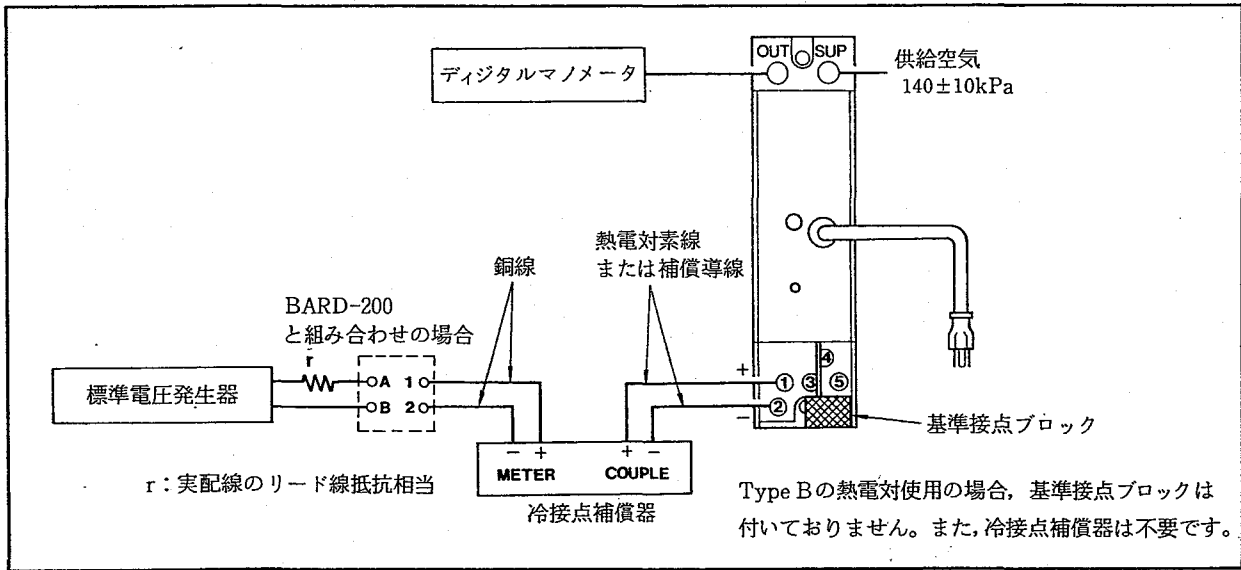 OUT SUP
ディジタルマノメータ
供給空気
140±10kPa
熱電対素線
または補償導線
銅線
BARD-200
と組み合わせの場合
r
標準電圧発生器
A 1
B 2
+
-
① ③ ④ ⑤
②
基準接点ブロック
- +
METER
+ -
COUPLE
冷接点補償器
r:実配線のリード線抵抗相当
Type Bの熱電対使用の場合,基準接点ブロックは
付いておりません。また,冷接点補償器は不要です。